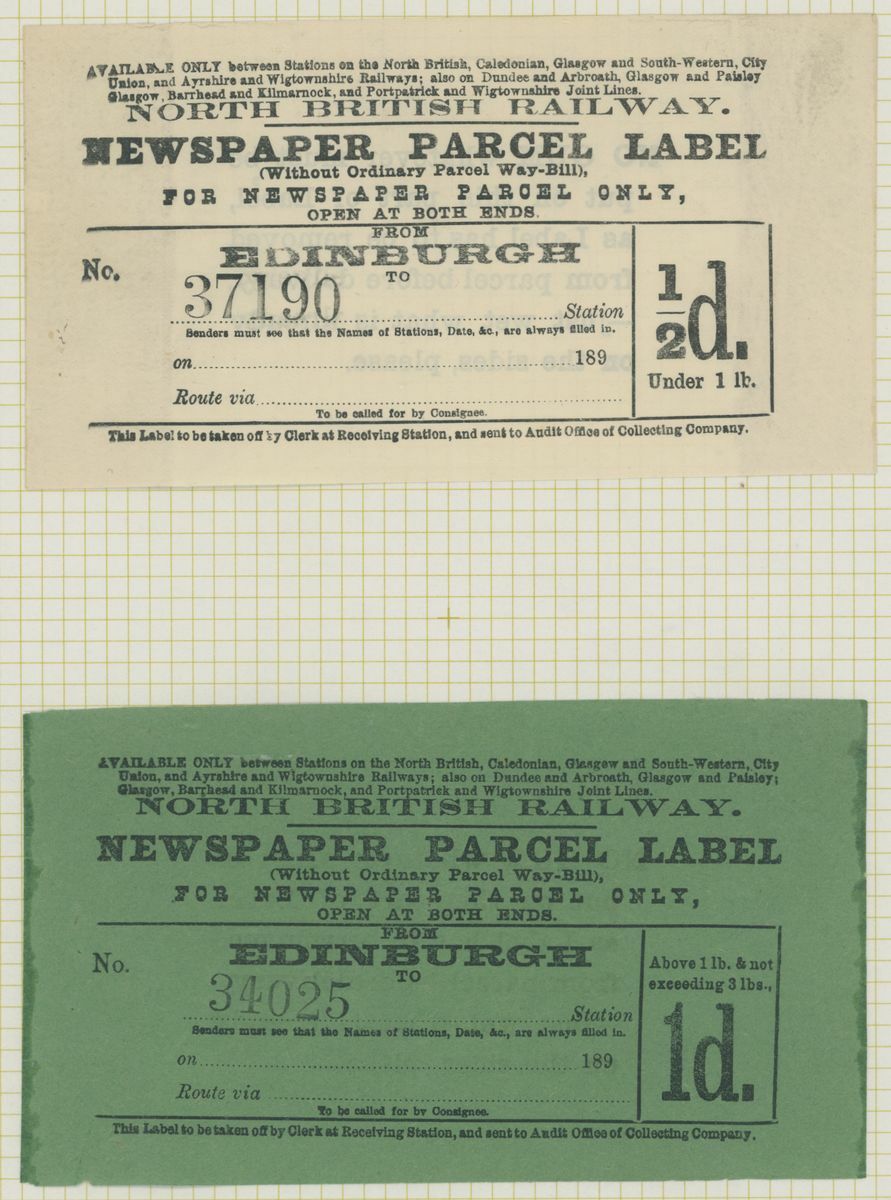 AVAILABLE ONLY between Stations on the North British, Caledonian, Glasgow and South-Western, City
Union, and Ayrshire and Wigtownshire Railways; also on Dundee and Arbroath, Glasgow and Paisley
Glasgow, Barrhead and Kilmarnock, and Portpatrick and Wigtownshire Joint Lines.
NORTH BRITISH RAILWAY.
NEWSPAPER PARCEL LABEL
(Without Ordinary Parcel Way-Bill),
FOR NEWSPAPER PARCEL ONLY,
OPEN AT BOTH ENDS.
FROM
EDINBURGH
No. TO
37190 Station
Senders must see that the Names of Stations, Date, &c., are always filled in.
on 189
Route via
To be called for by Consignee.
1/2d.
Under 1 lb.
This Label to be taken off by Clerk at Receiving Station, and sent to Audit Office of Collecting Company.
AVAILABLE ONLY between Stations on the North British, Caledonian, Glasgow and South-Western, City
Union, and Ayrshire and Wigtownshire Railways; also on Dundee and Arbroath, Glasgow and Paisley;
Glasgow, Barrhead and Kilmarnock, and Portpatrick and Wigtownshire Joint Lines.
NORTH BRITISH RAILWAY.
NEWSPAPER PARCEL LABEL
(Without Ordinary Parcel Way-Bill),
FOR NEWSPAPER PARCEL ONLY,
OPEN AT BOTH ENDS.
FROM
EDINBURGH
No. TO
34025 Station
Senders must see that the Names of Stations, Date, &c., are always filled in.
on 189
Route via
To be called for by Consignee.
Above 1 lb. & not
exceeding 3 lbs.,
1d.
This Label to be taken off by Clerk at Receiving Station, and sent to Audit Office of Collecting Company.